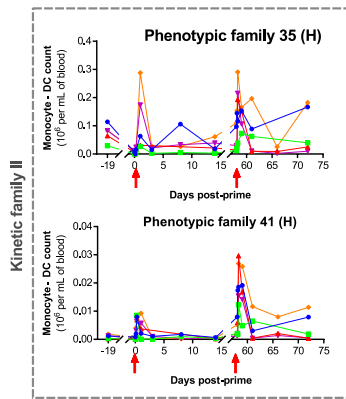 Kinetic family II
Phenotypic family 35 (H)
Monocyte - DC count
(10⁶ per mL of blood)
0.4
0.3
0.2
0.1
0.0
-19 0 5 10 15 60 65 70 75
Days post-prime
Phenotypic family 41 (H)
Monocyte - DC count
(10⁶ per mL of blood)
0.04
0.03
0.02
0.01
0.00
-19 0 5 10 15 60 65 70 75
Days post-prime